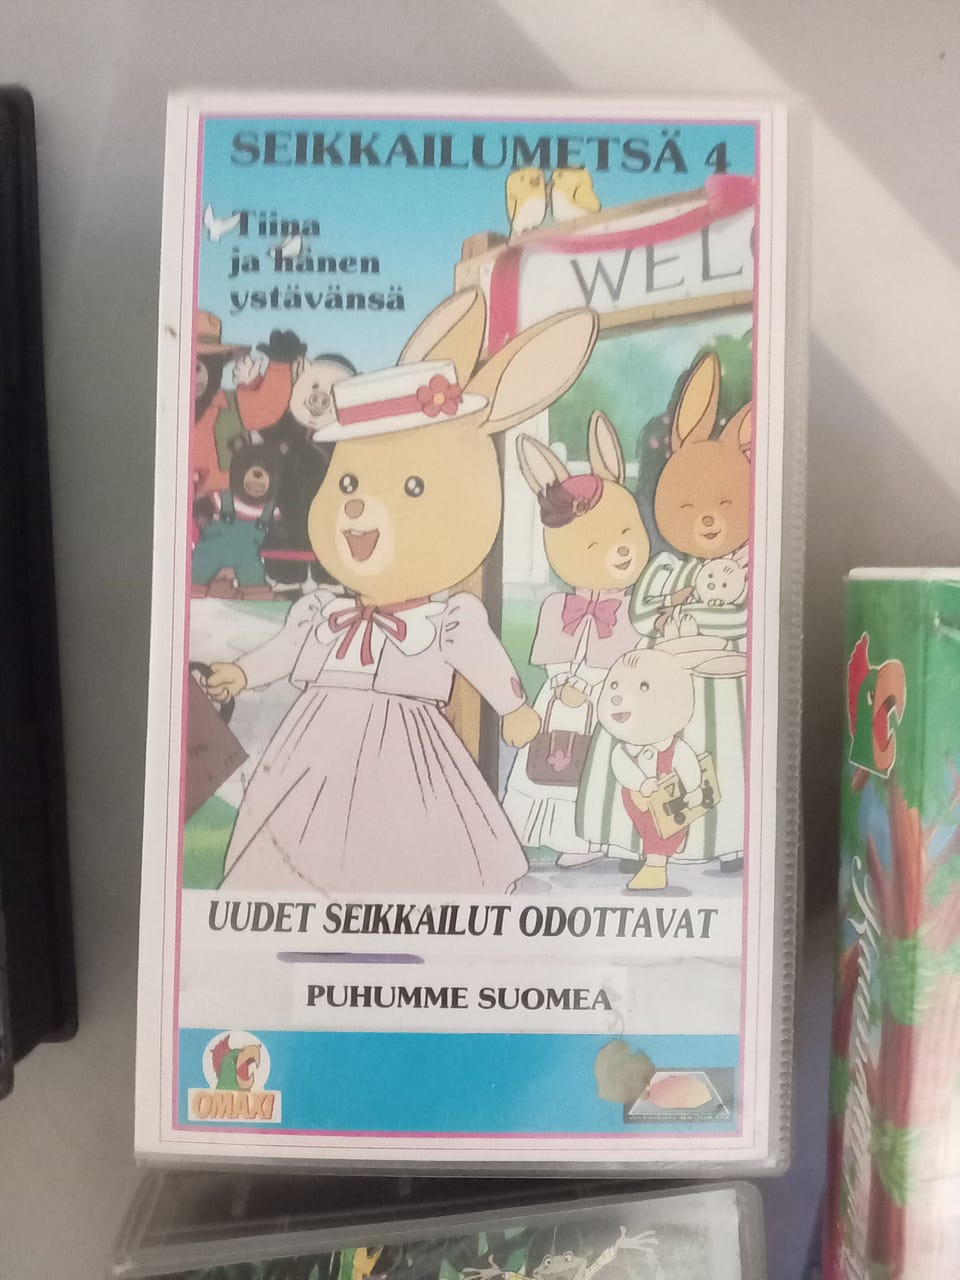 SEIKKAILUMETSÄ 4
Tiina
ja hänen
ystävänsä
WEL
UUDET SEIKKAILUT ODOTTAVAT
PUHUMME SUOMEA
OMAXI